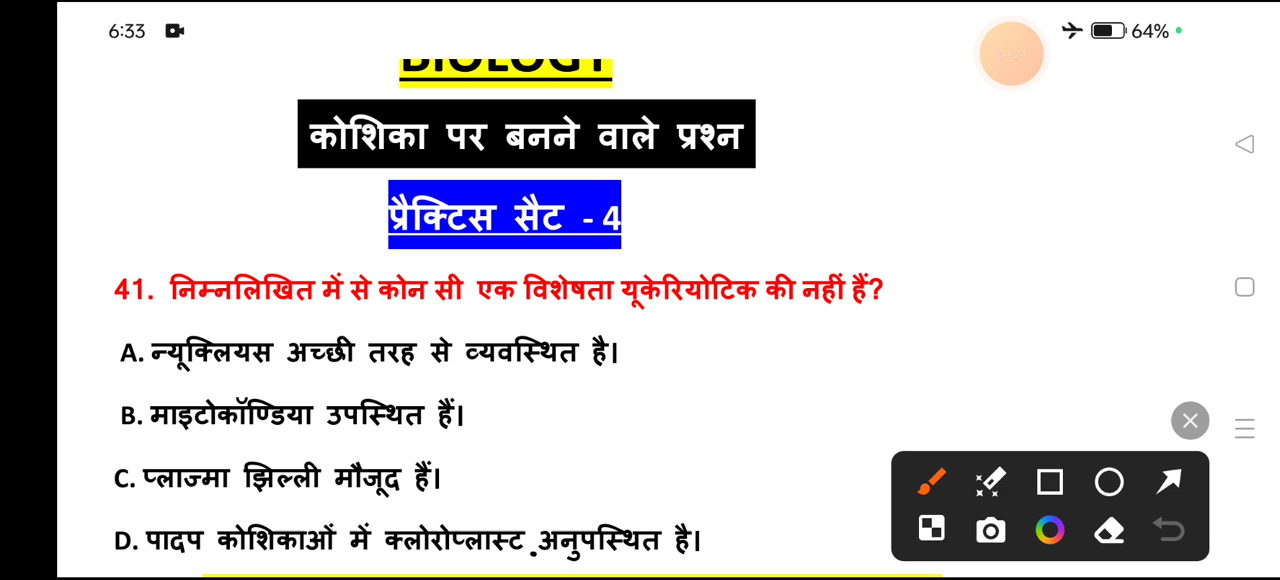 6:33
64%
BIOLOGY
कोशिका पर बनने वाले प्रश्न
प्रैक्टिस सैट - 4
41. निम्नलिखित में से कोन सी एक विशेषता यूकेरियोटिक की नहीं हैं?
A. न्यूक्लियस अच्छी तरह से व्यवस्थित है।
B. माइटोकॉण्डिया उपस्थित हैं।
C. प्लाज्मा झिल्ली मौजूद हैं।
D. पादप कोशिकाओं में क्लोरोप्लास्ट अनुपस्थित है।